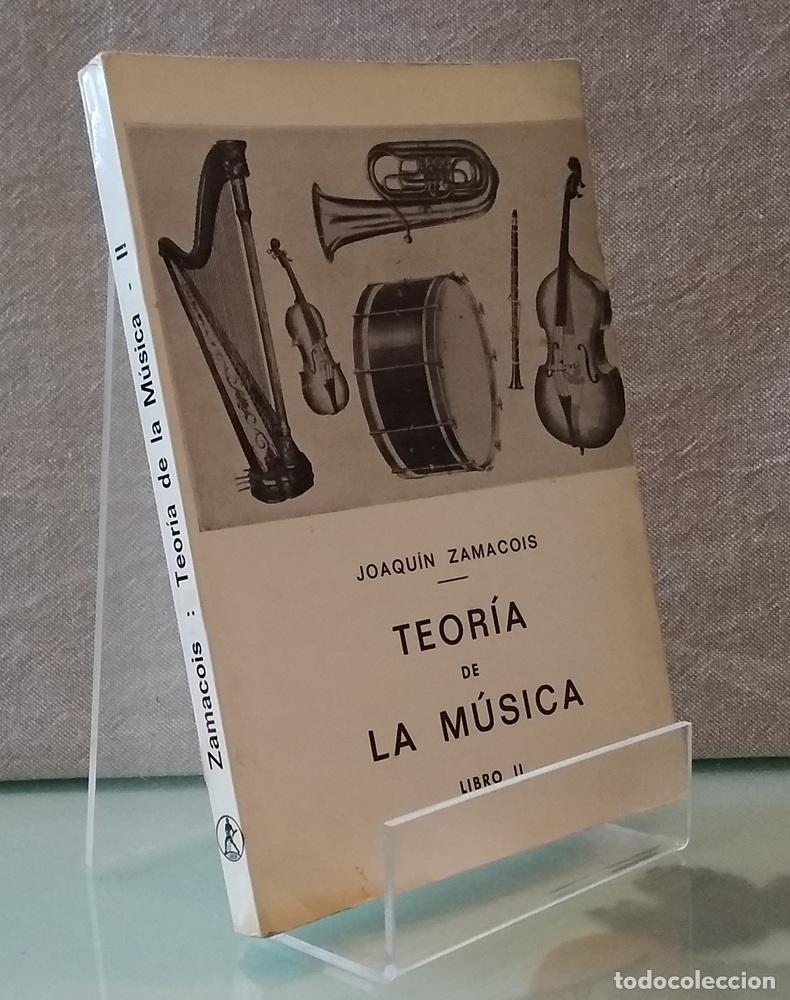 Zamacois : Teoría de la Música - II
JOAQUÍN ZAMACOIS
TEORÍA
DE
LA MÚSICA
LIBRO II
todocoleccion